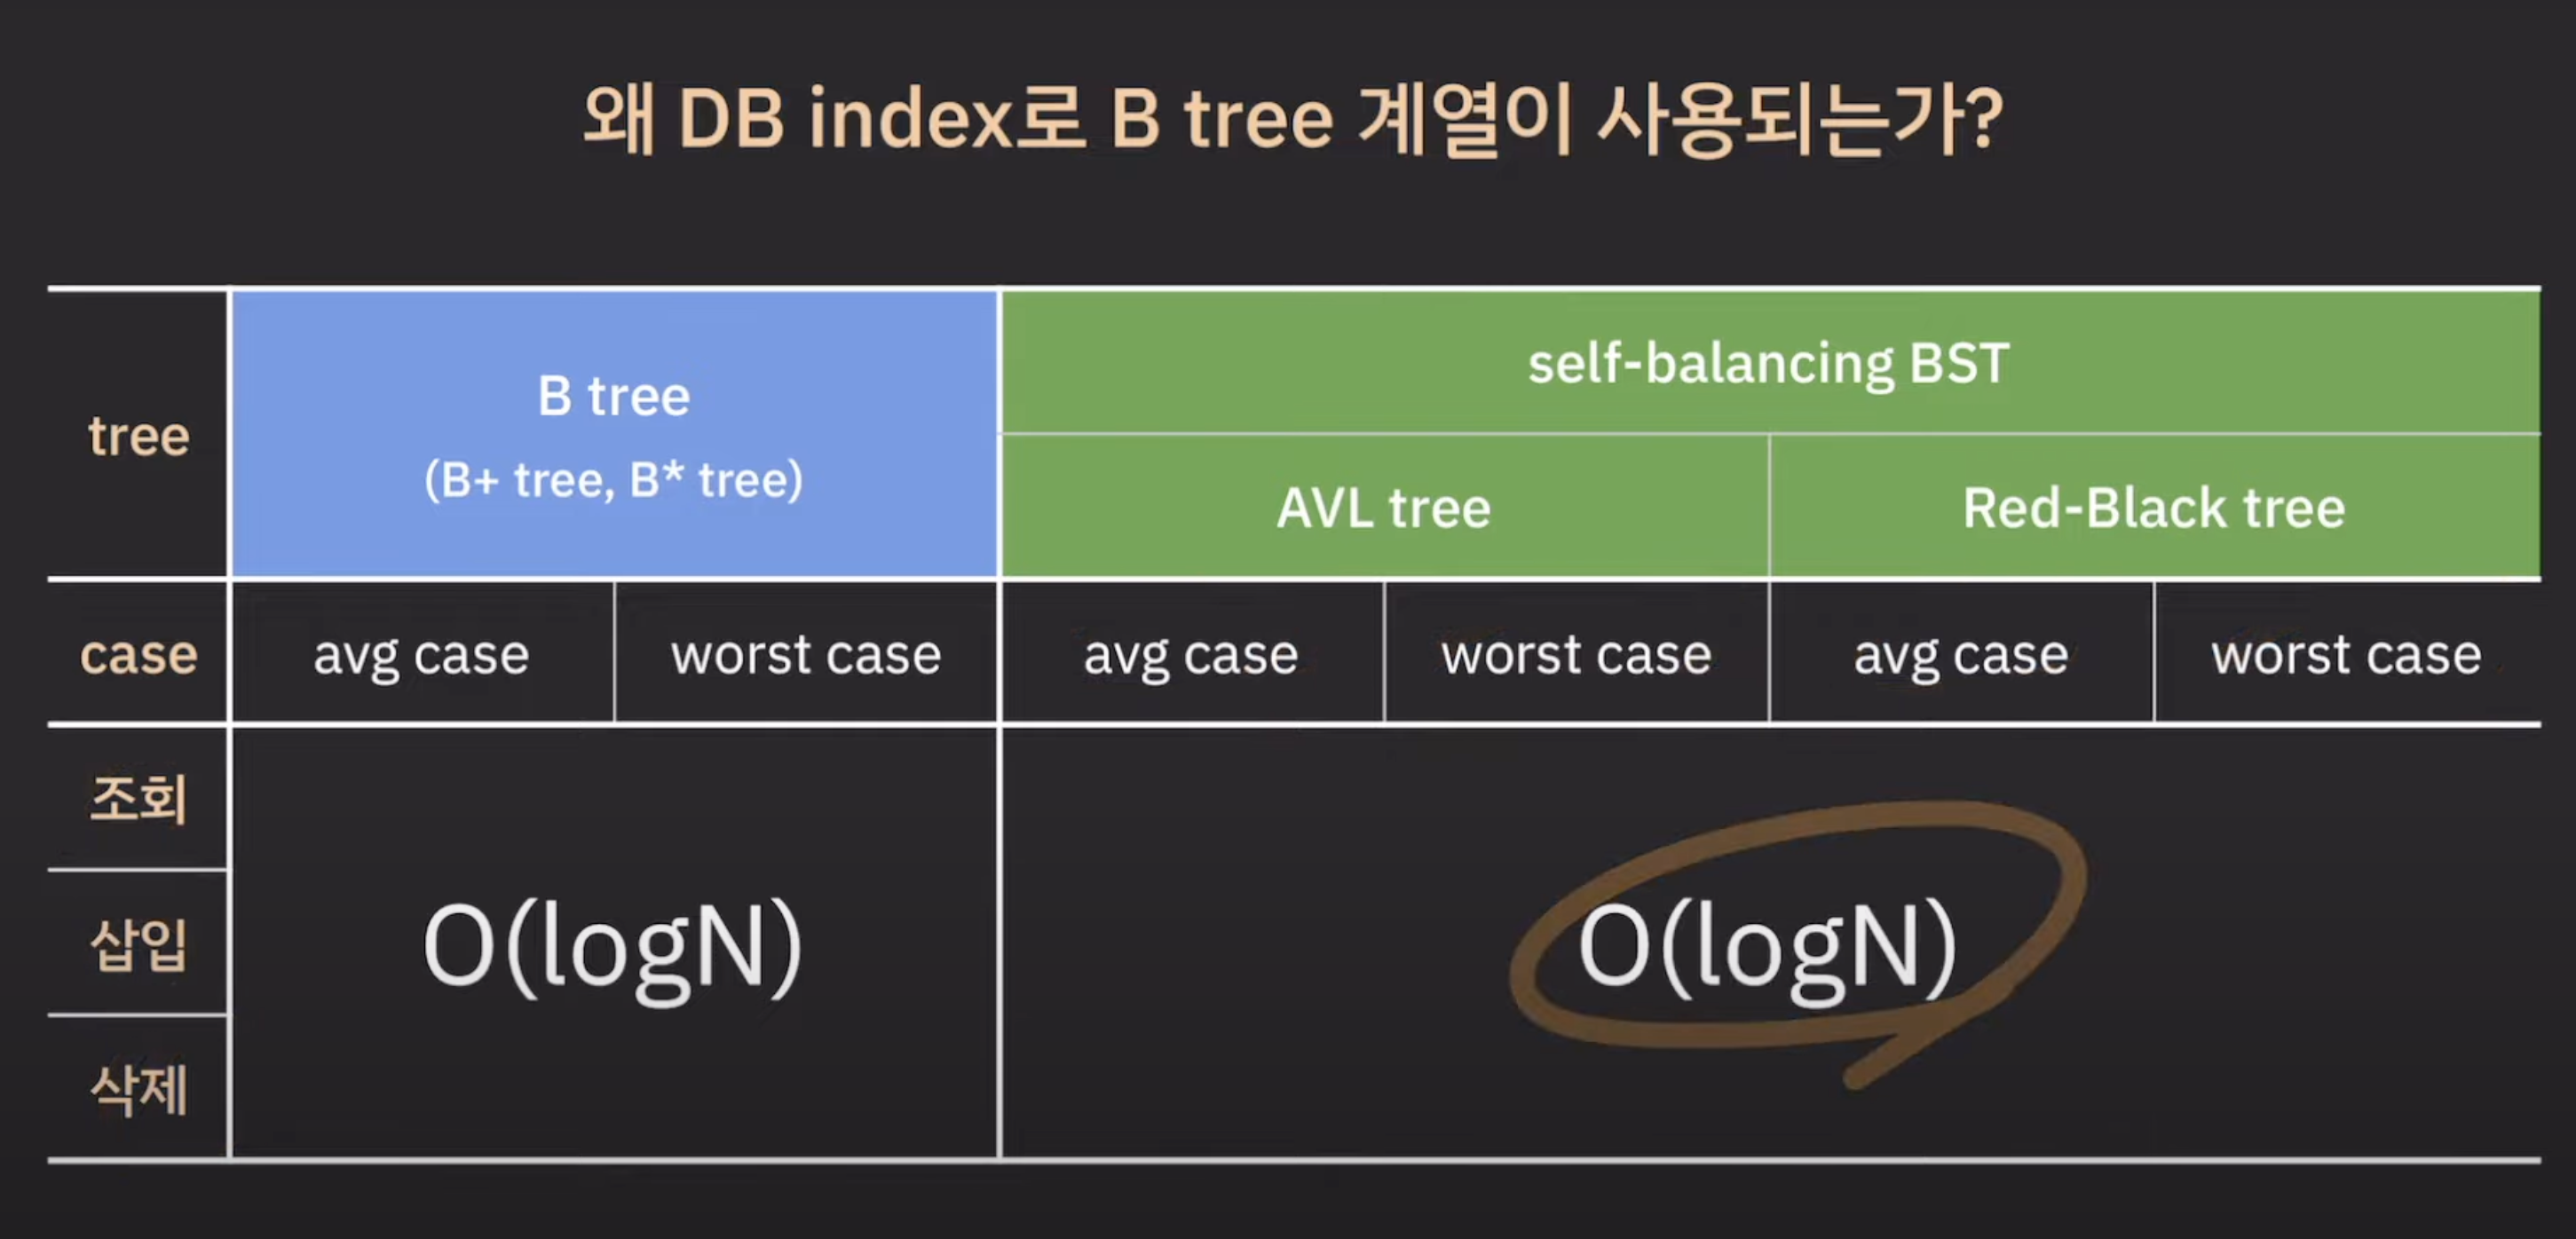 왜 DB index로 B tree 계열이 사용되는가?
tree
B tree
(B+ tree, B* tree)
self-balancing BST
AVL tree
Red-Black tree
case
avg case
worst case
avg case
worst case
avg case
worst case
조회
삽입
삭제
O(logN)
O(logN)